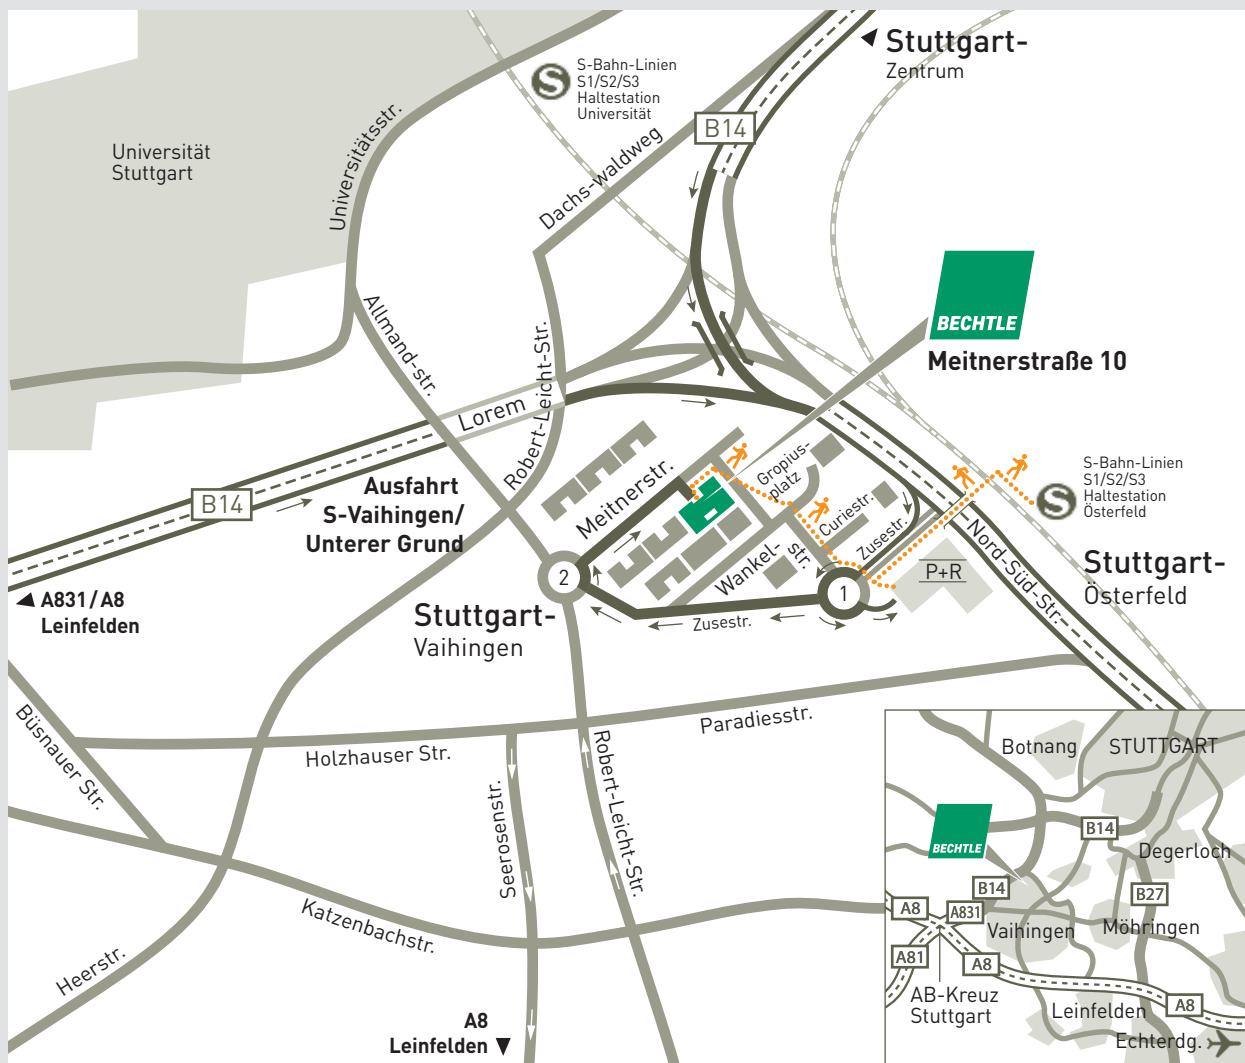 Stuttgart-
Zentrum
S-Bahn-Linien
S1/S2/S3
Haltestation
Universität
B14
Universität
Stuttgart
Universitätsstr.
Dachs-waldweg
BECHTLE
Meitnerstraße 10
Allmand-str.
Robert-Leicht-Str.
Lorem
B14
Ausfahrt
S-Vaihingen/
Unterer Grund
Meitnerstr.
Gropius-
platz
Curiestr.
Zusestr.
Wankel-
str.
S-Bahn-Linien
S1/S2/S3
Haltestation
Österfeld
Nord-Süd-Str.
P+R
Stuttgart-
Österfeld
2
1
Zusestr.
A831/A8
Leinfelden
Stuttgart-
Vaihingen
Büsnauer Str.
Holzhauser Str.
Paradiesstr.
Seerosenstr.
Robert-Leicht-Str.
Katzenbachstr.
Heerstr.
A8
Leinfelden
Botnang
STUTTGART
B14
BECHTLE
Degerloch
B14
B27
A8
A831
Vaihingen
Möhringen
A81
A8
AB-Kreuz
Stuttgart
Leinfelden
A8
Echterdg.
S
S